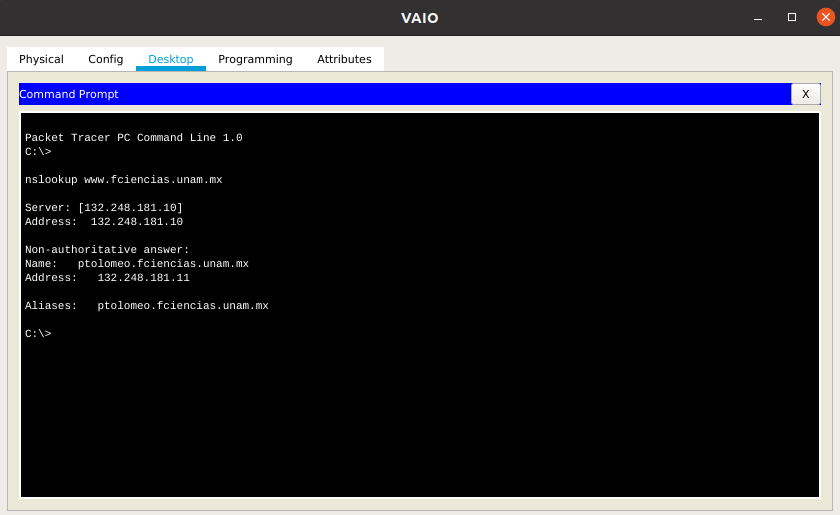 VAIO
Physical Config Desktop Programming Attributes
Command Prompt X
Packet Tracer PC Command Line 1.0
C:\>
nslookup www.fciencias.unam.mx
Server: [132.248.181.10]
Address:  132.248.181.10
Non-authoritative answer:
Name:   ptolomeo.fciencias.unam.mx
Address:   132.248.181.11
Aliases:   ptolomeo.fciencias.unam.mx
C:\>